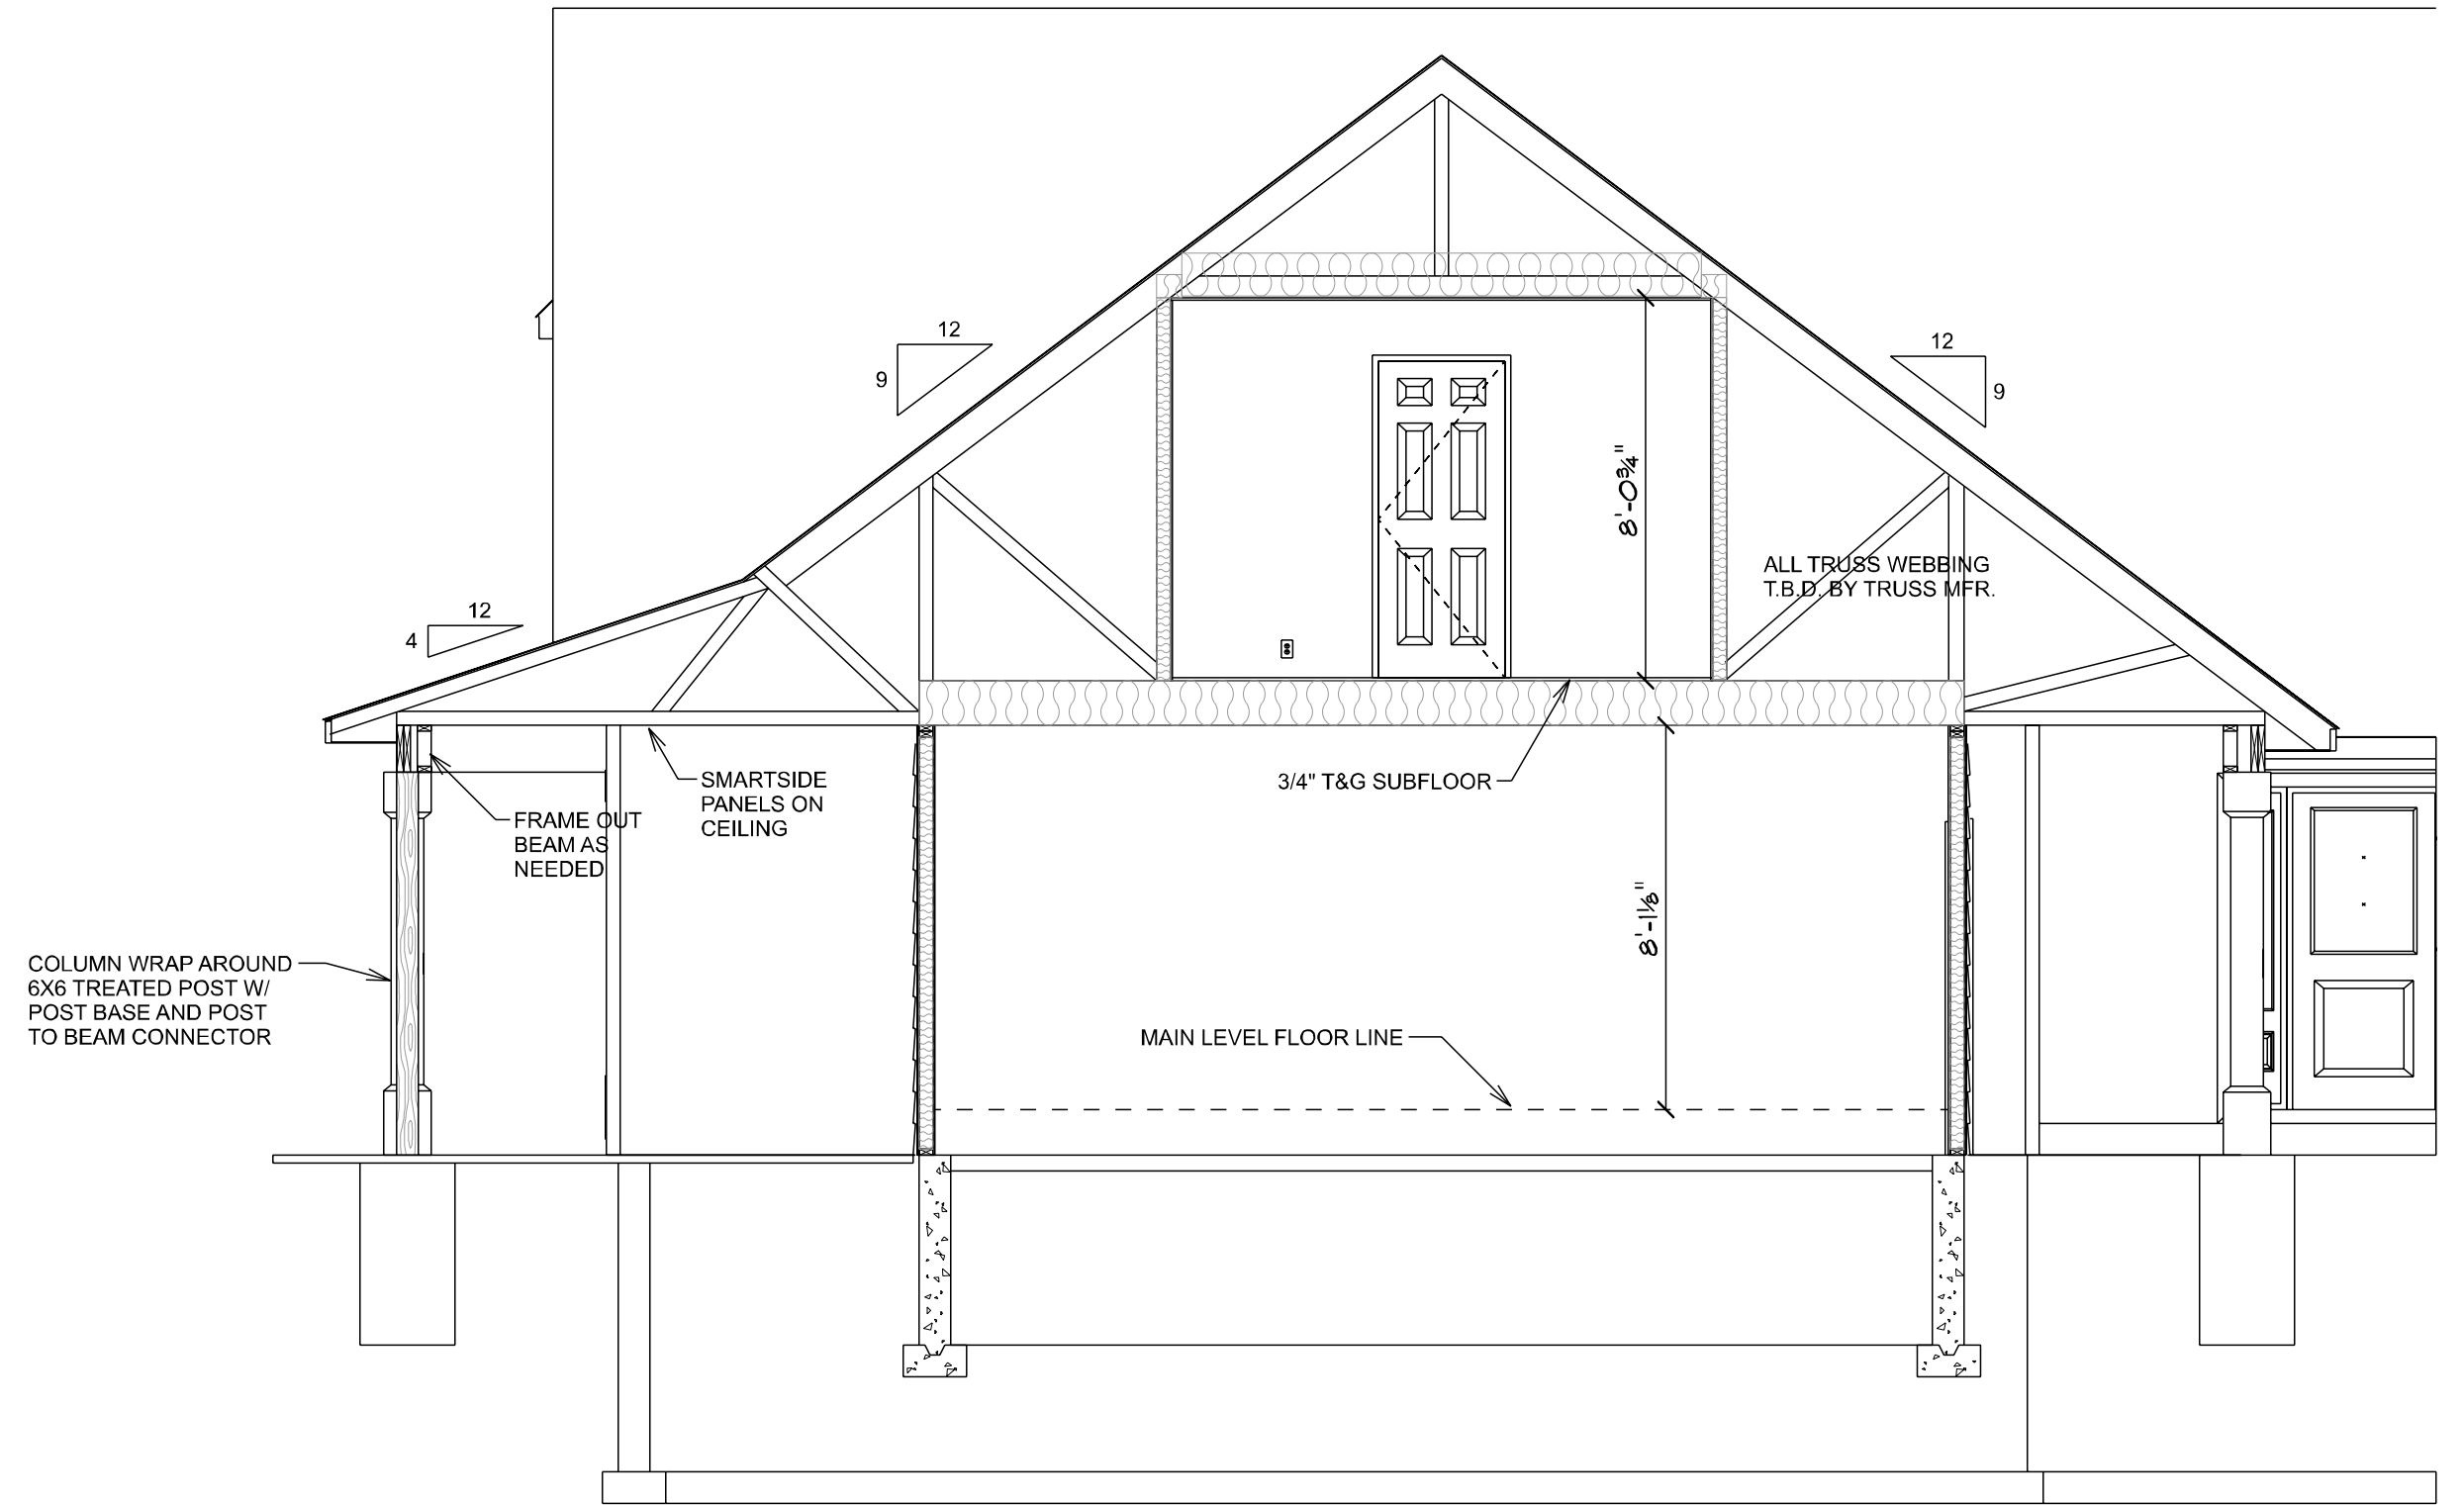 12
9
12
9
8'-0¾"
ALL TRUSS WEBBING
T.B.D. BY TRUSS MFR.
12
4
SMARTSIDE
PANELS ON
CEILING
3/4" T&G SUBFLOOR
FRAME OUT
BEAM AS
NEEDED
8'-1⅛"
COLUMN WRAP AROUND
6X6 TREATED POST W/
POST BASE AND POST
TO BEAM CONNECTOR
MAIN LEVEL FLOOR LINE